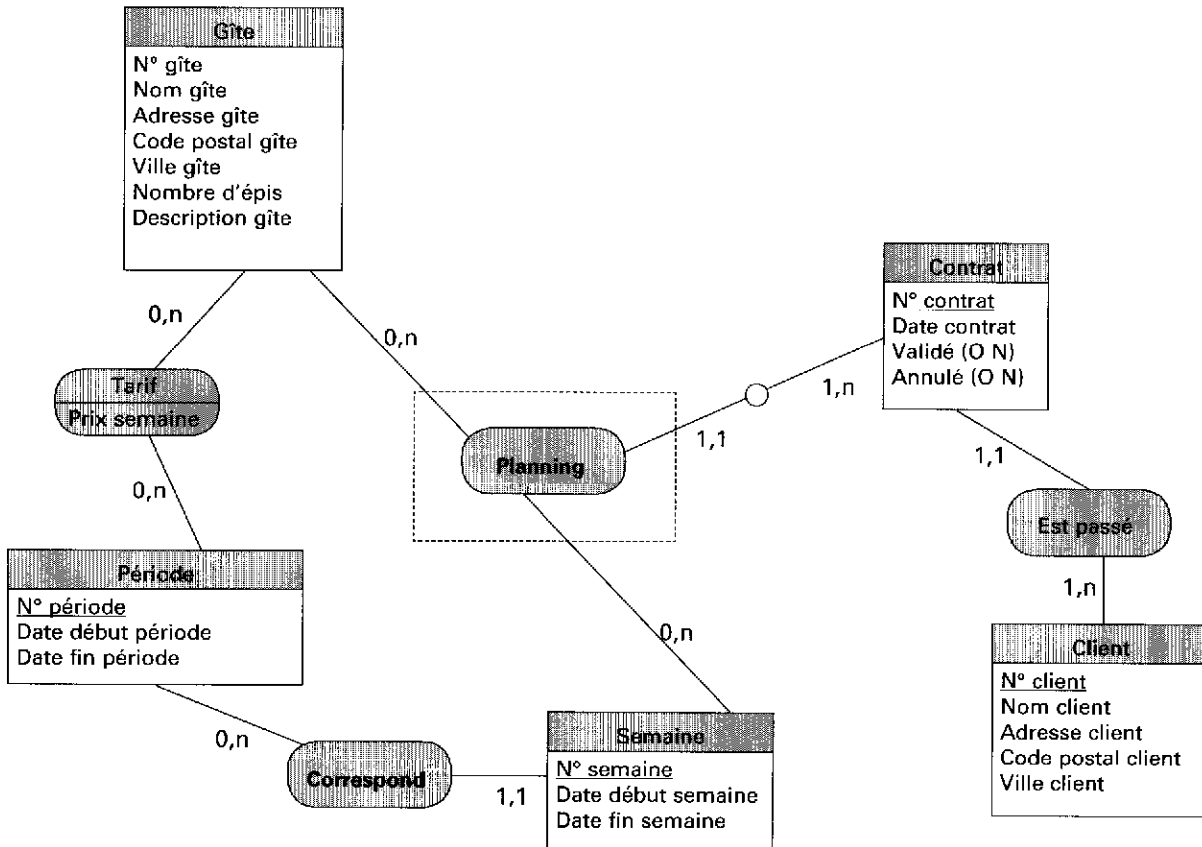 Gîte
N° gîte
Nom gîte
Adresse gîte
Code postal gîte
Ville gîte
Nombre d'épis
Description gîte
0,n
0,n
Tarif
Prix semaine
0,n
Planning
1,1
1,n
Contrat
N° contrat
Date contrat
Validé (O N)
Annulé (O N)
1,1
Est passé
1,n
Client
N° client
Nom client
Adresse client
Code postal client
Ville client
Période
N° période
Date début période
Date fin période
0,n
0,n
Correspond
1,1
Semaine
N° semaine
Date début semaine
Date fin semaine